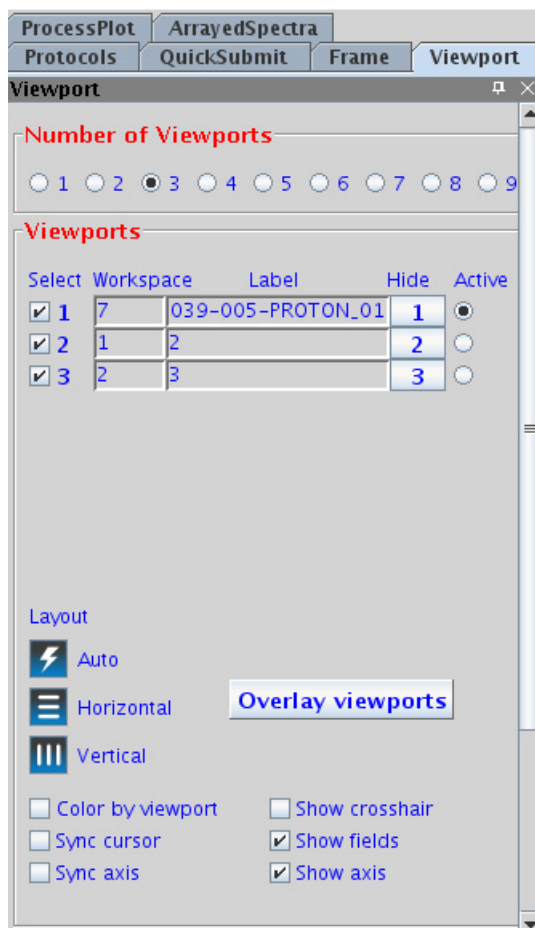 ProcessPlot ArrayedSpectra
Protocols QuickSubmit Frame Viewport
Viewport
Number of Viewports
1 2 3 4 5 6 7 8 9
Viewports
Select Workspace Label Hide Active
1 7 039-005-PROTON_01 1
2 1 2 2
3 2 3 3
Layout
Auto
Horizontal
Overlay viewports
Vertical
Color by viewport Show crosshair
Sync cursor Show fields
Sync axis Show axis